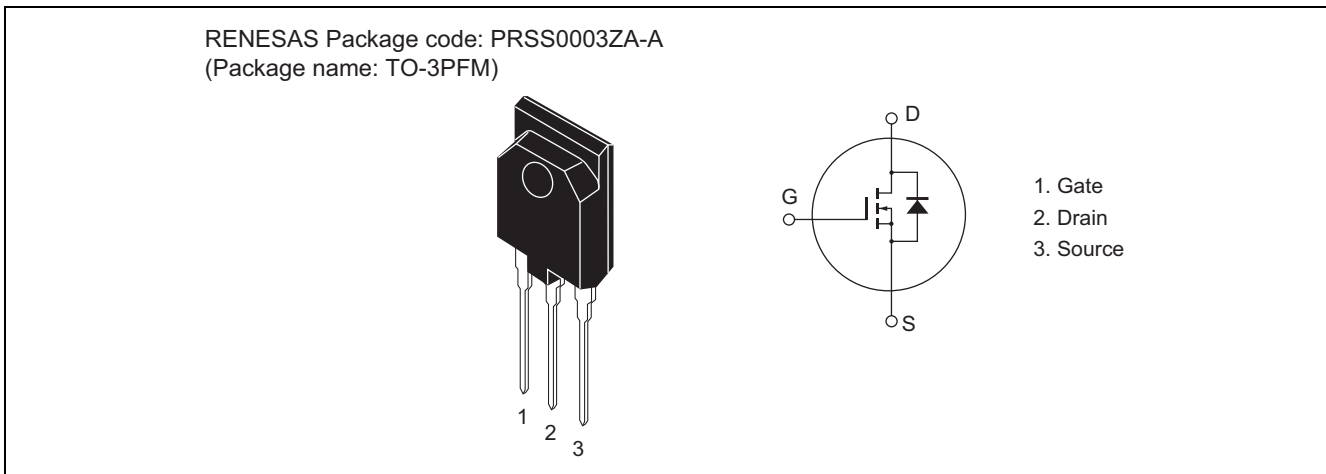 RENESAS Package code: PRSS0003ZA-A
(Package name: TO-3PFM)
D
G
S
1. Gate
2. Drain
3. Source
1
2
3